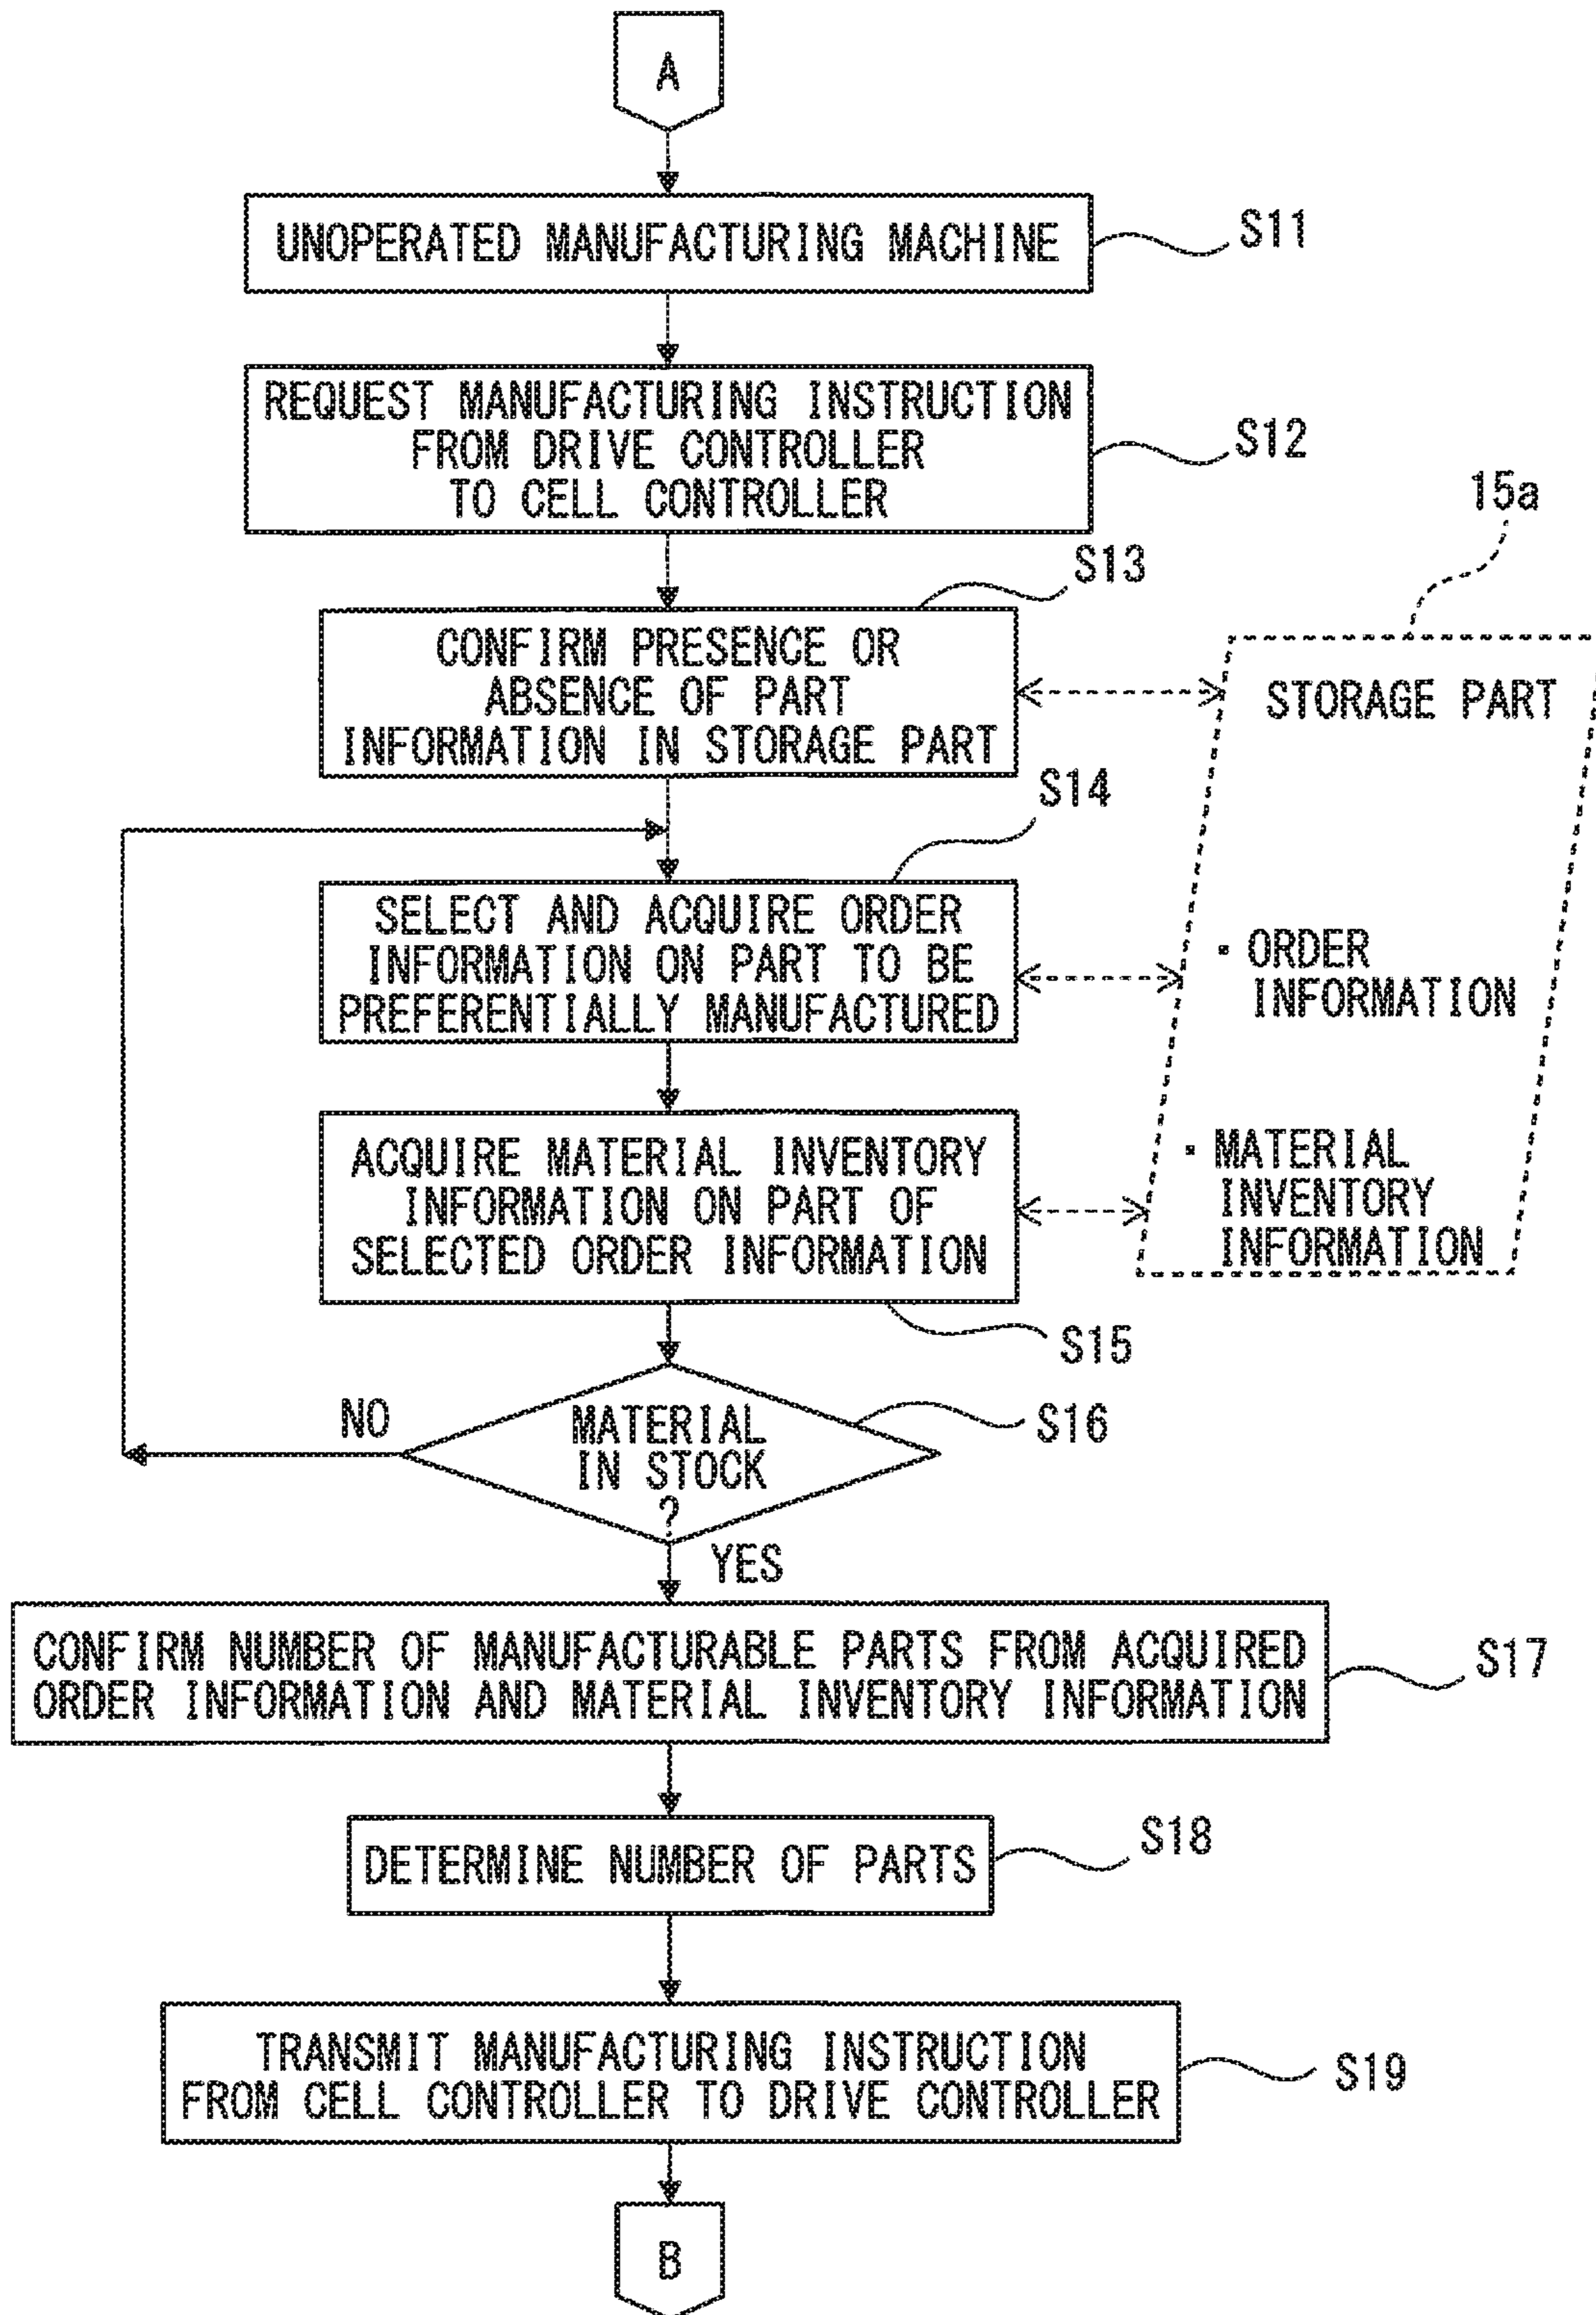 A
UNOPERATED MANUFACTURING MACHINE
S11
REQUEST MANUFACTURING INSTRUCTION
FROM DRIVE CONTROLLER
TO CELL CONTROLLER
S12
15a
S13
CONFIRM PRESENCE OR
ABSENCE OF PART
INFORMATION IN STORAGE PART
STORAGE PART
S14
SELECT AND ACQUIRE ORDER
INFORMATION ON PART TO BE
PREFERENTIALLY MANUFACTURED
・ORDER
INFORMATION
ACQUIRE MATERIAL INVENTORY
INFORMATION ON PART OF
SELECTED ORDER INFORMATION
・MATERIAL
INVENTORY
INFORMATION
S15
NO
MATERIAL
IN STOCK
?
S16
YES
CONFIRM NUMBER OF MANUFACTURABLE PARTS FROM ACQUIRED
ORDER INFORMATION AND MATERIAL INVENTORY INFORMATION
S17
DETERMINE NUMBER OF PARTS
S18
TRANSMIT MANUFACTURING INSTRUCTION
FROM CELL CONTROLLER TO DRIVE CONTROLLER
S19
B